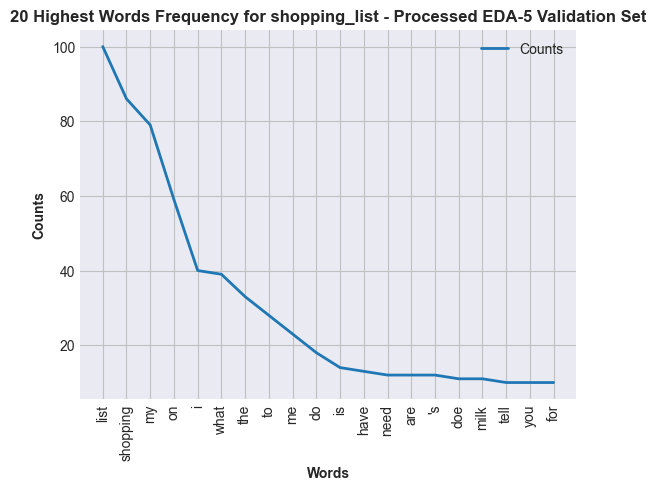 20 Highest Words Frequency for shopping_list - Processed EDA-5 Validation Set
Counts
100
80
60
40
20
Counts
list
shopping
my
on
i
what
the
to
me
do
is
have
need
are
's
doe
milk
tell
you
for
Words